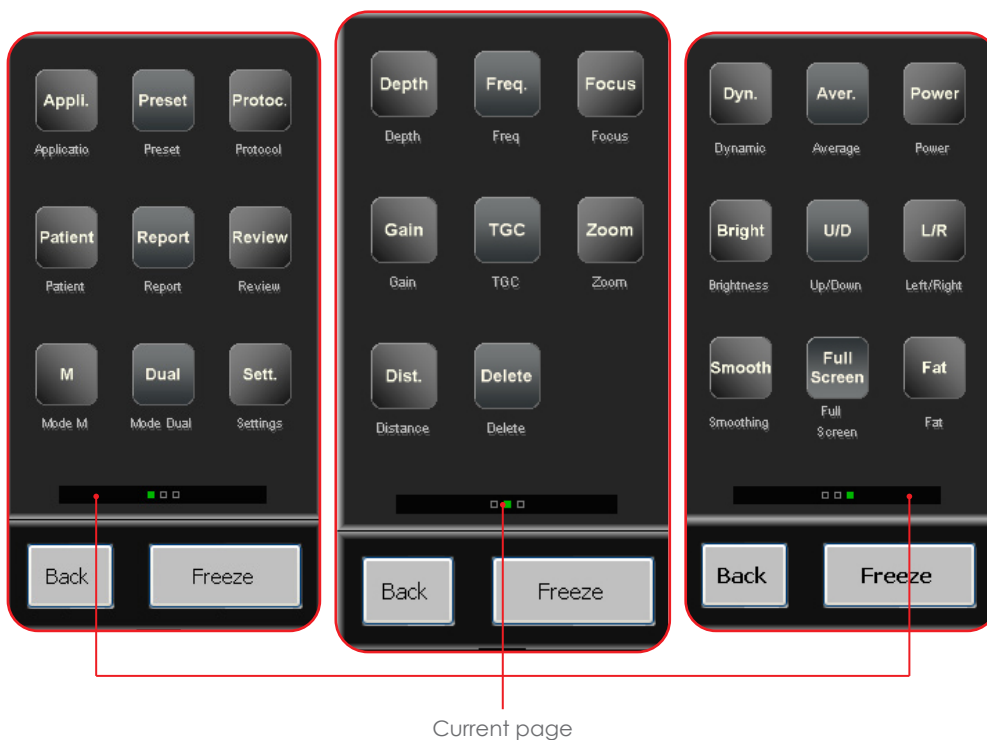 Appli. Preset Protoc.
Applicatio Preset Protocol
Patient Report Review
Patient Report Review
M Dual Sett.
Mode M Mode Dual Settings
Back Freeze
Depth Freq. Focus
Depth Freq Focus
Gain TGC Zoom
Gain TGC Zoom
Dist. Delete
Distance Delete
Back Freeze
Dyn. Aver. Power
Dynamic Average Power
Bright U/D L/R
Brightness Up/Down Left/Right
Smooth Full Screen Fat
Smoothing Full Screen Fat
Back Freeze
Current page